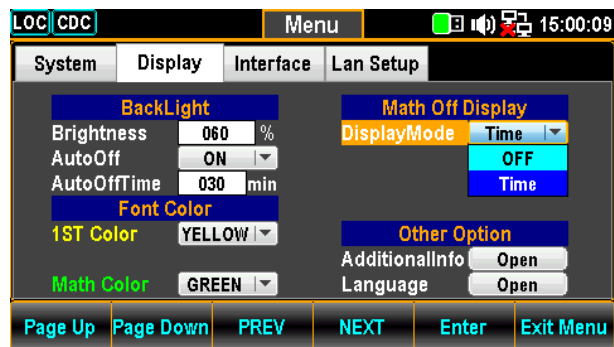 LOC CDC Menu 15:00:09
System Display Interface Lan Setup
BackLight
Brightness 060 %
AutoOff ON
AutoOffTime 030 min
Font Color
1ST Color YELLOW
Math Color GREEN
Math Off Display
DisplayMode Time
OFF
Time
Other Option
AdditionalInfo Open
Language Open
Page Up Page Down PREV NEXT Enter Exit Menu